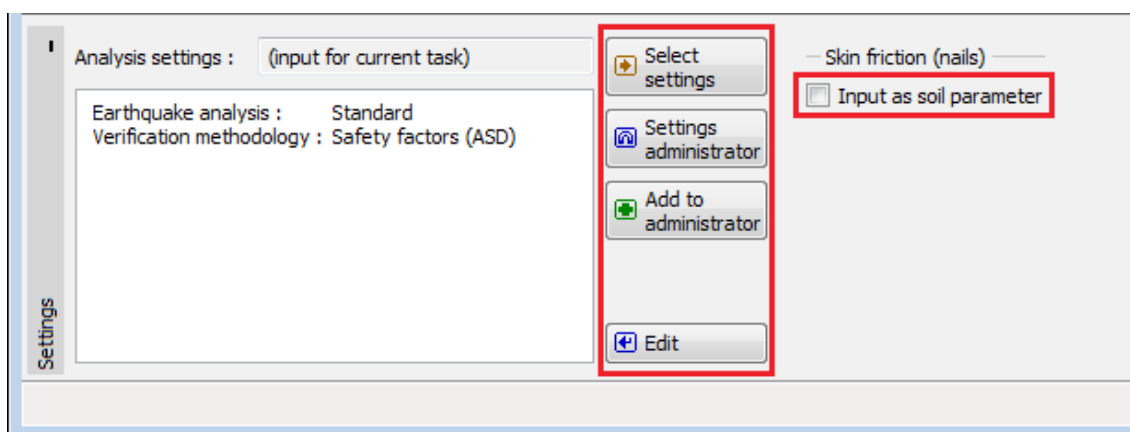 Analysis settings : (input for current task)
Earthquake analysis : Standard
Verification methodology : Safety factors (ASD)
Select
settings
Settings
administrator
Add to
administrator
Edit
Skin friction (nails)
Input as soil parameter
Settings